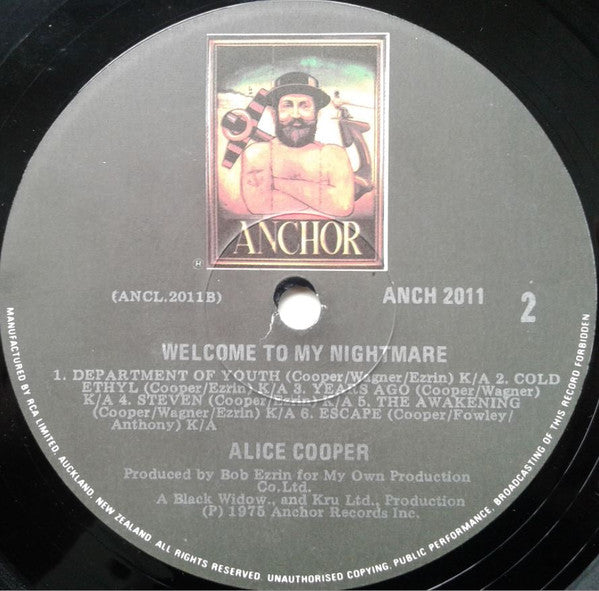 ANCHOR
®
(ANCL.2011B)
ANCH 2011
2
WELCOME TO MY NIGHTMARE
1. DEPARTMENT OF YOUTH (Cooper/Wagner/Ezrin) K/A 2. COLD
ETHYL (Cooper/Ezrin) K/A 3. YEARS AGO (Cooper/Wagner)
K/A 4. STEVEN (Cooper/Ezrin) K/A 5. THE AWAKENING
(Cooper/Wagner/Ezrin) K/A 6. ESCAPE (Cooper/Fowley/
Anthony) K/A
ALICE COOPER
Produced by Bob Ezrin for My Own Production
Co.Ltd.
A Black Widow., and Kru Ltd., Production
(P) 1975 Anchor Records Inc.
MANUFACTURED BY RCA LIMITED, AUCKLAND, NEW ZEALAND. ALL RIGHTS RESERVED. UNAUTHORISED COPYING, PUBLIC PERFORMANCE, BROADCASTING OF THIS RECORD FORBIDDEN